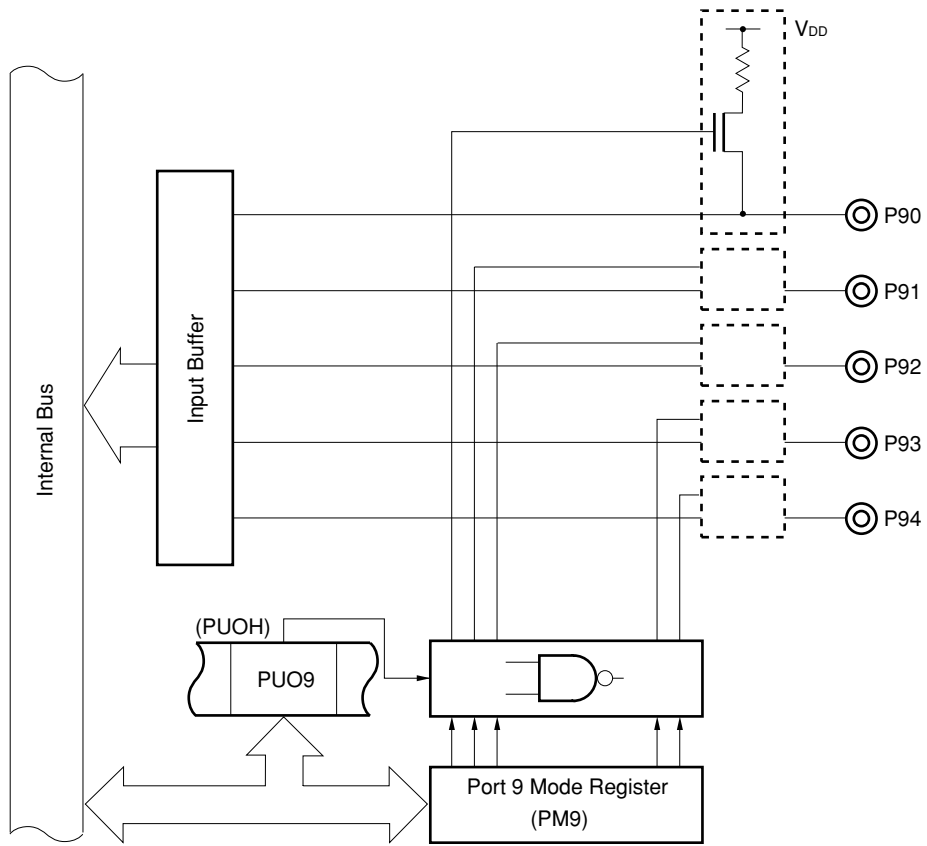 VDD
P90
P91
P92
P93
P94
Input Buffer
Internal Bus
(PUOH)
PUO9
Port 9 Mode Register
(PM9)